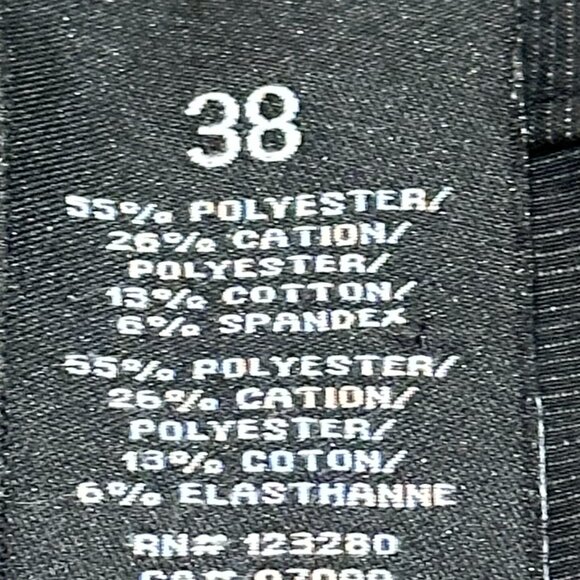 38
55% POLYESTER/
26% CATION/
POLYESTER/
13% COTTON/
6% SPANDEX
55% POLYESTER/
26% CATION/
POLYESTER/
13% COTON/
6% ELASTHANNE
RN# 123280